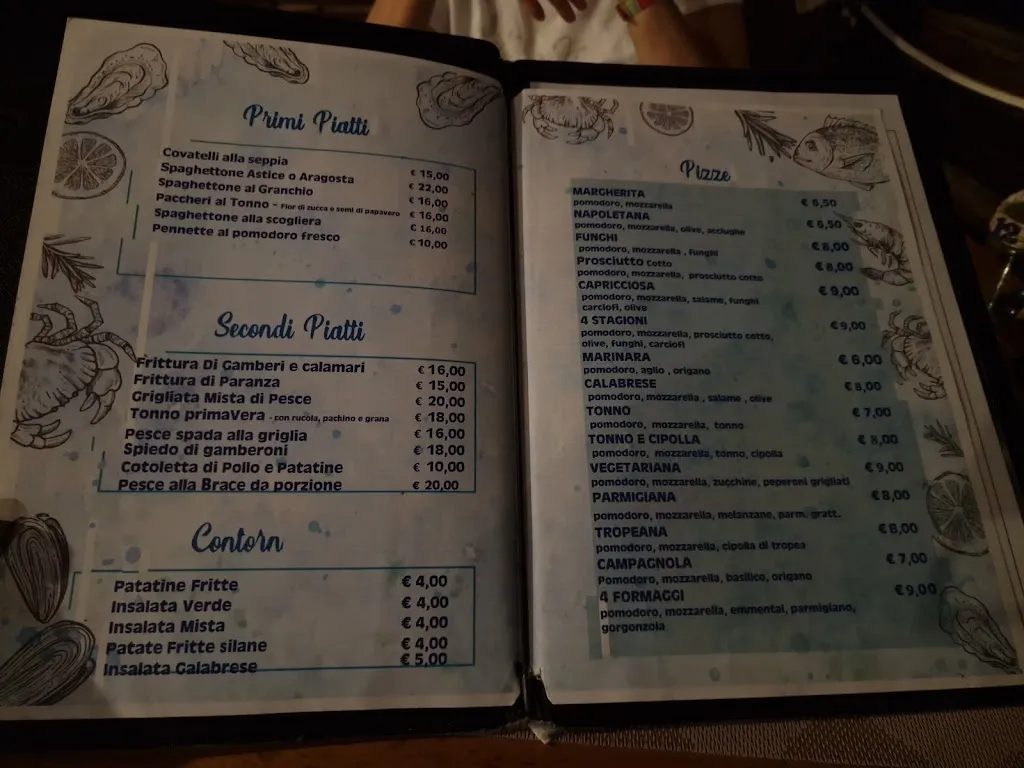 Primi Piatti
Covatelli alla seppia € 15,00
Spaghettone Astice o Aragosta € 22,00
Spaghettone al Granchio € 16,00
Paccheri al Tonno - Fior di zucca e semi di papavero € 16,00
Spaghettone alla scogliera € 16,00
Pennette al pomodoro fresco € 10,00
Secondi Piatti
Frittura Di Gamberi e calamari € 16,00
Frittura di Paranza € 15,00
Grigliata Mista di Pesce € 20,00
Tonno primaVera - con rucola, pachino e grana € 18,00
Pesce spada alla griglia € 16,00
Spiedo di gamberoni € 18,00
Cotoletta di Pollo e Patatine € 10,00
Pesce alla Brace da porzione € 20,00
Contorn
Patatine Fritte € 4,00
Insalata Verde € 4,00
Insalata Mista € 4,00
Patate Fritte silane € 4,00
Insalata Calabrese € 5,00
Pizze
MARGHERITA € 6,50
pomodoro, mozzarella
NAPOLETANA € 6,50
pomodoro, mozzarella, olive, acciughe
FUNGHI € 8,00
pomodoro, mozzarella , funghi
Prosciutto cotto € 8,00
pomodoro, mozzarella, prosciutto cotto
CAPRICCIOSA € 9,00
pomodoro, mozzarella, salame, funghi
carciofi, olive
4 STAGIONI € 9,00
pomodoro, mozzarella, prosciutto cotto,
olive, funghi, carciofi
MARINARA € 6,00
pomodoro, aglio , origano
CALABRESE € 8,00
pomodoro, mozzarella , salame , olive
TONNO € 7,00
pomodoro, mozzarella, tonno
TONNO E CIPOLLA € 8,00
pomodoro, mozzarella, tonno, cipolla
VEGETARIANA € 9,00
pomodoro, mozzarella, zucchine, peperoni grigliati
PARMIGIANA € 8,00
pomodoro, mozzarella, melanzane, parm. gratt.
TROPEANA € 8,00
pomodoro, mozzarella, cipolla di tropea
CAMPAGNOLA € 7,00
Pomodoro, mozzarella, basilico, origano
4 FORMAGGI € 9,00
pomodoro, mozzarella, emmental, parmigiano,
gorgonzola